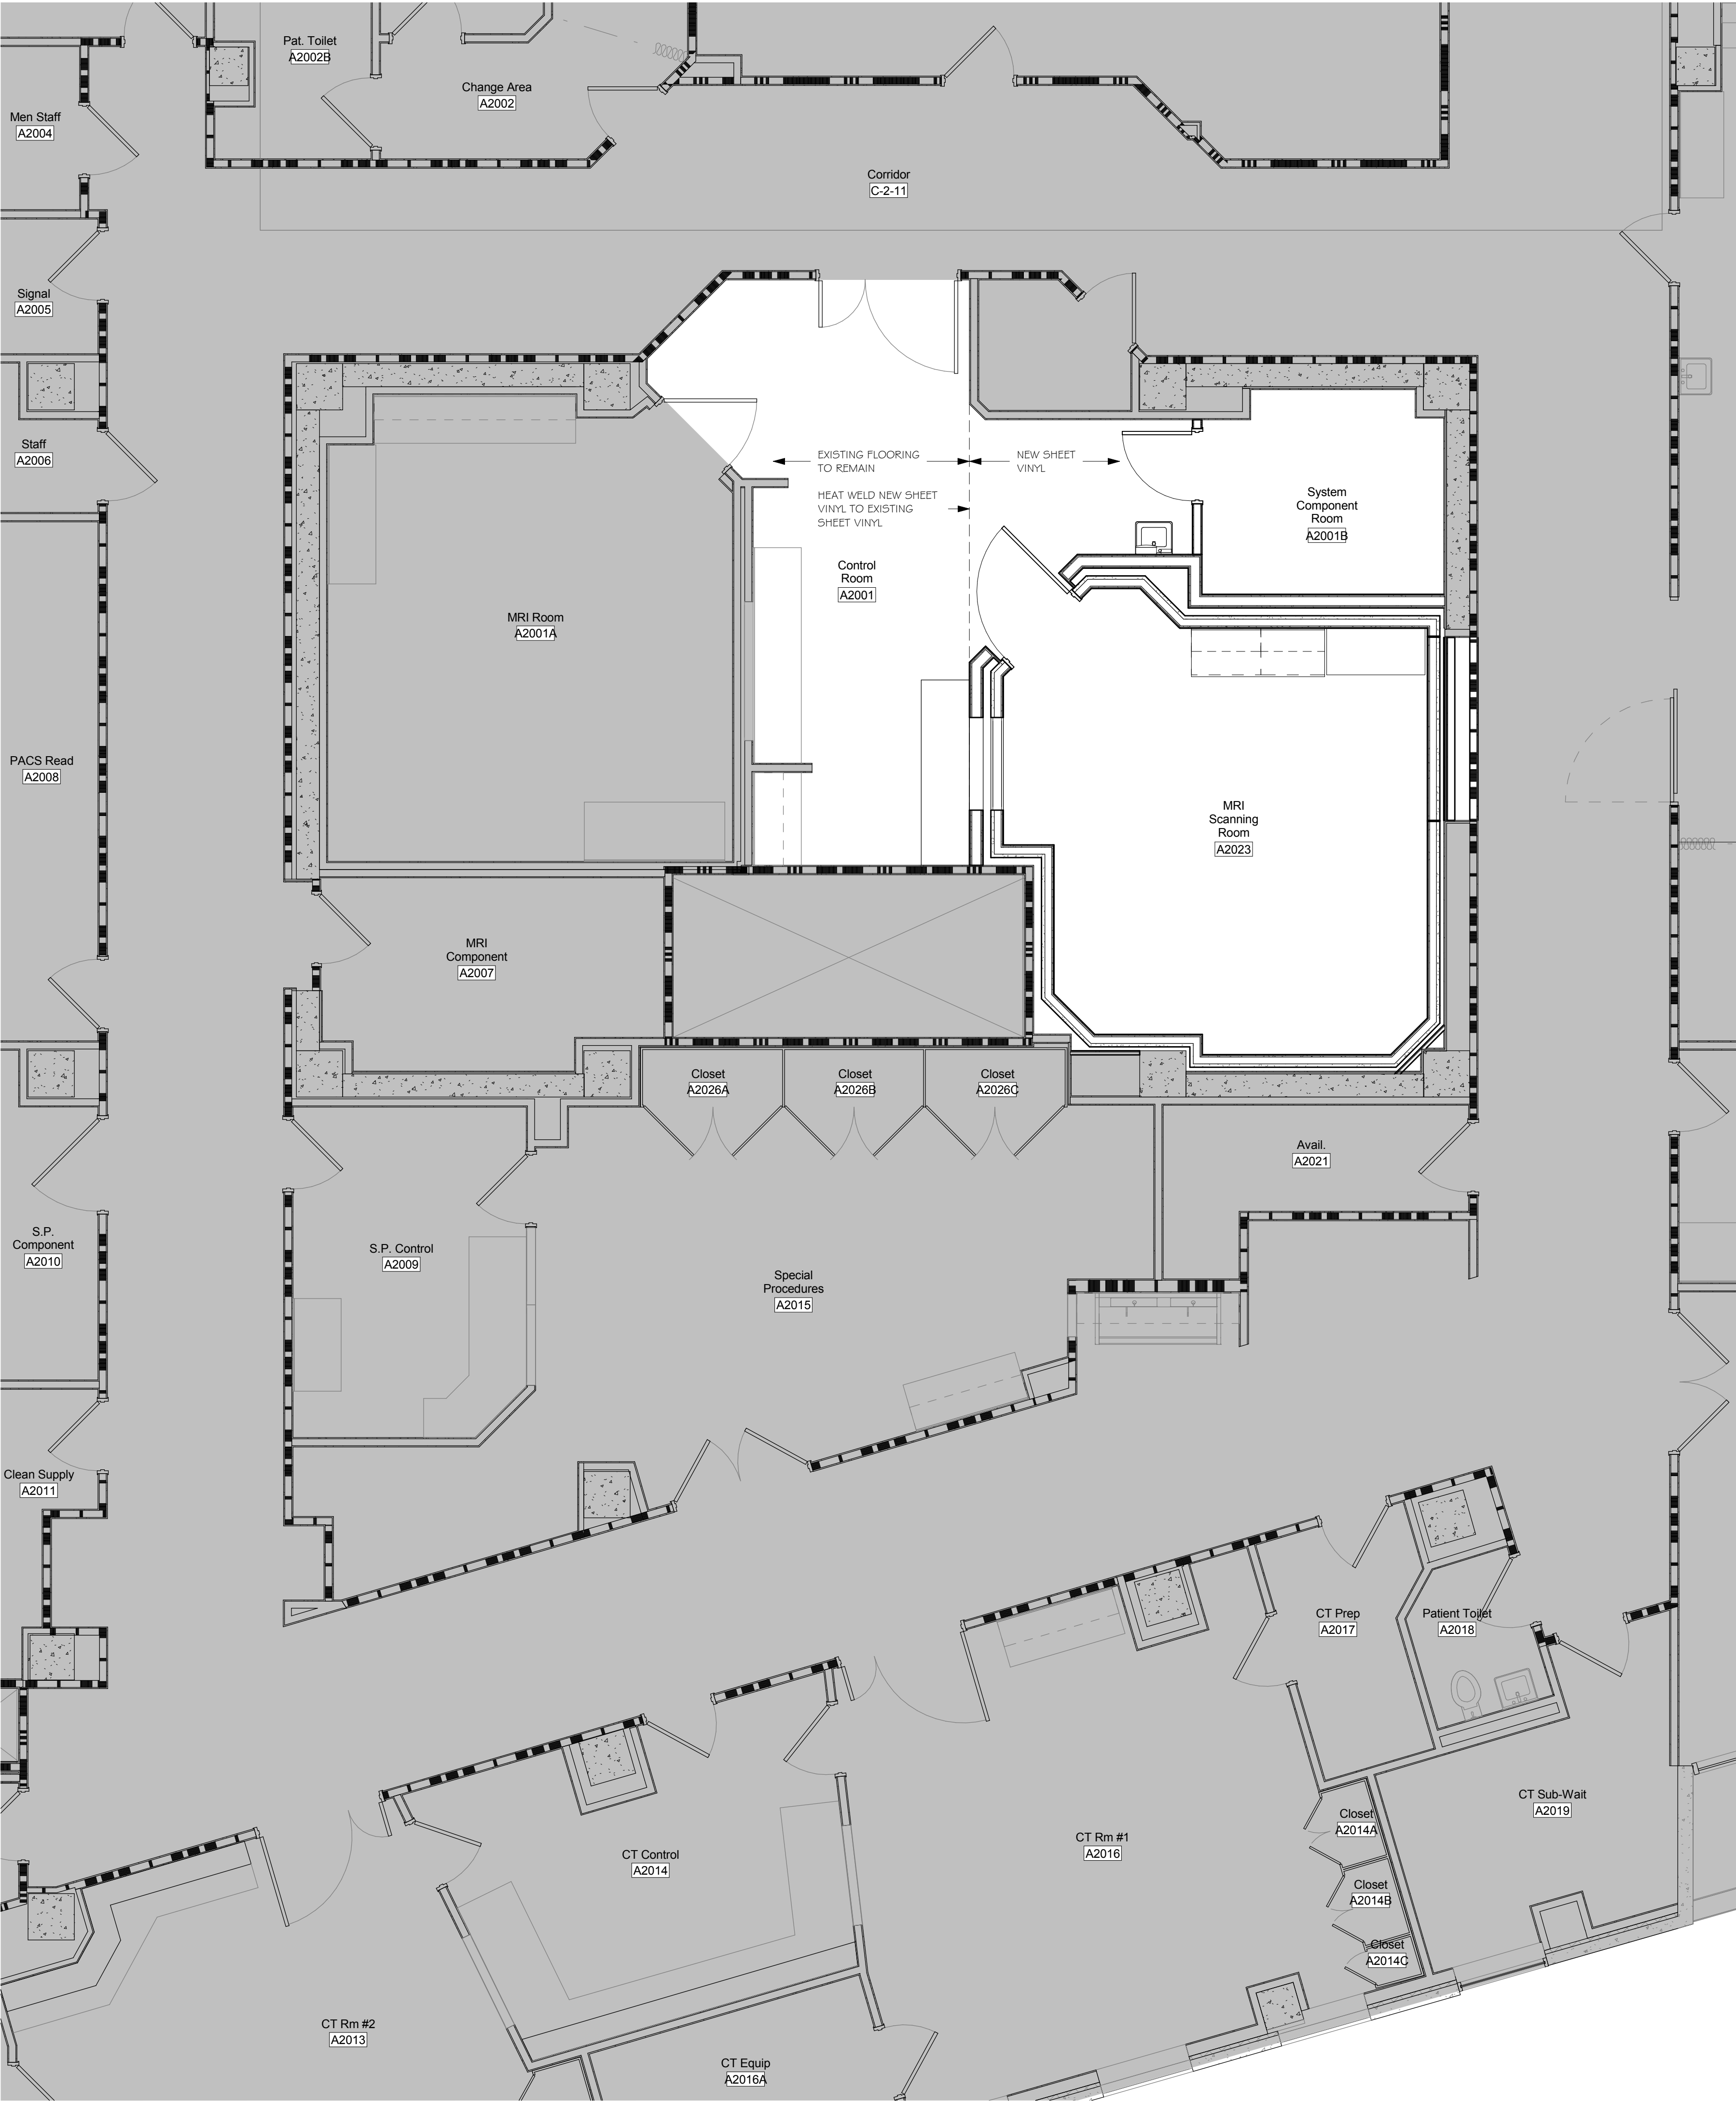 Pat. Toilet
A2002B
Change Area
A2002
Men Staff
A2004
Corridor
C-2-11
Signal
A2005
Staff
A2006
EXISTING FLOORING
TO REMAIN
NEW SHEET
VINYL
HEAT WELD NEW SHEET
VINYL TO EXISTING
SHEET VINYL
System
Component
Room
A2001B
Control
Room
A2001
MRI Room
A2001A
PACS Read
A2008
MRI
Scanning
Room
A2023
MRI
Component
A2007
Closet
A2026A
Closet
A2026B
Closet
A2026C
Avail.
A2021
S.P.
Component
A2010
S.P. Control
A2009
Special
Procedures
A2015
Clean Supply
A2011
CT Prep
A2017
Patient Toilet
A2018
CT Sub-Wait
A2019
Closet
A2014A
CT Rm #1
A2016
CT Control
A2014
Closet
A2014B
Closet
A2014C
CT Rm #2
A2013
CT Equip
A2016A